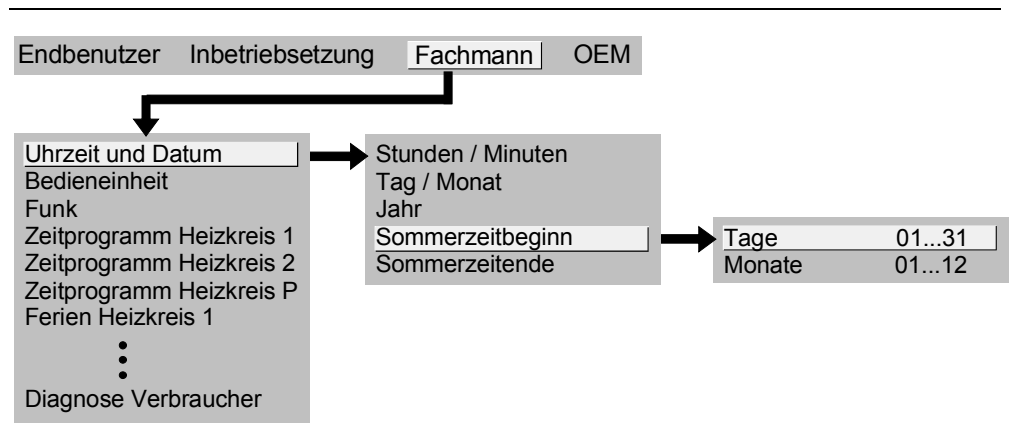 Endbenutzer Inbetriebsetzung Fachmann OEM
Uhrzeit und Datum
Bedieneinheit
Funk
Zeitprogramm Heizkreis 1
Zeitprogramm Heizkreis 2
Zeitprogramm Heizkreis P
Ferien Heizkreis 1
Diagnose Verbraucher
Stunden / Minuten
Tag / Monat
Jahr
Sommerzeitbeginn
Sommerzeitende
Tage 01...31
Monate 01...12